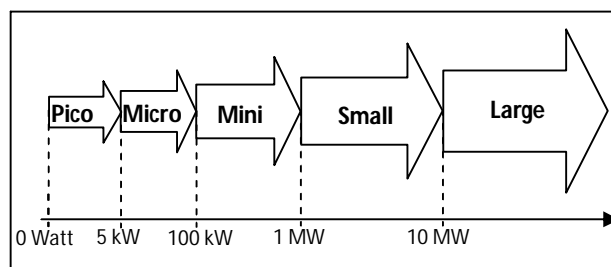 Pico Micro Mini Small Large
0 Watt 5 kW 100 kW 1 MW 10 MW